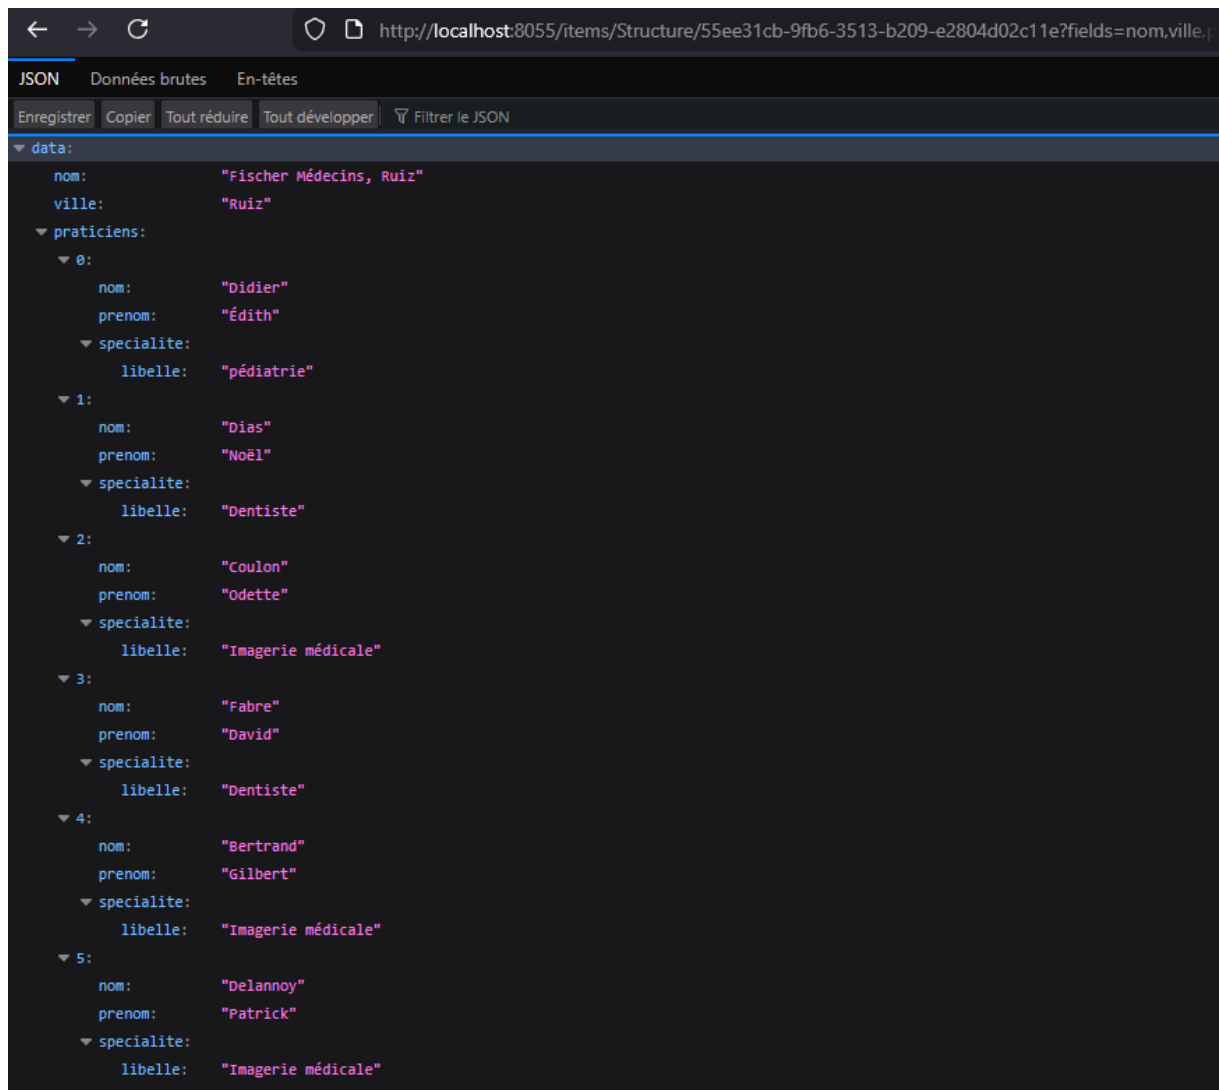 http://localhost:8055/items/Structure/55ee31cb-9fb6-3513-b209-e2804d02c11e?fields=nom,ville,p
JSON Données brutes En-têtes
Enregistrer Copier Tout réduire Tout développer Filtrer le JSON
data:
nom: "Fischer Médecins, Ruiz"
ville: "Ruiz"
praticiens:
0:
nom: "Didier"
prenom: "Édith"
specialite:
libelle: "pédiatrie"
1:
nom: "Dias"
prenom: "Noël"
specialite:
libelle: "Dentiste"
2:
nom: "Coulon"
prenom: "Odette"
specialite:
libelle: "Imagerie médicale"
3:
nom: "Fabre"
prenom: "David"
specialite:
libelle: "Dentiste"
4:
nom: "Bertrand"
prenom: "Gilbert"
specialite:
libelle: "Imagerie médicale"
5:
nom: "Delannoy"
prenom: "Patrick"
specialite:
libelle: "Imagerie médicale"